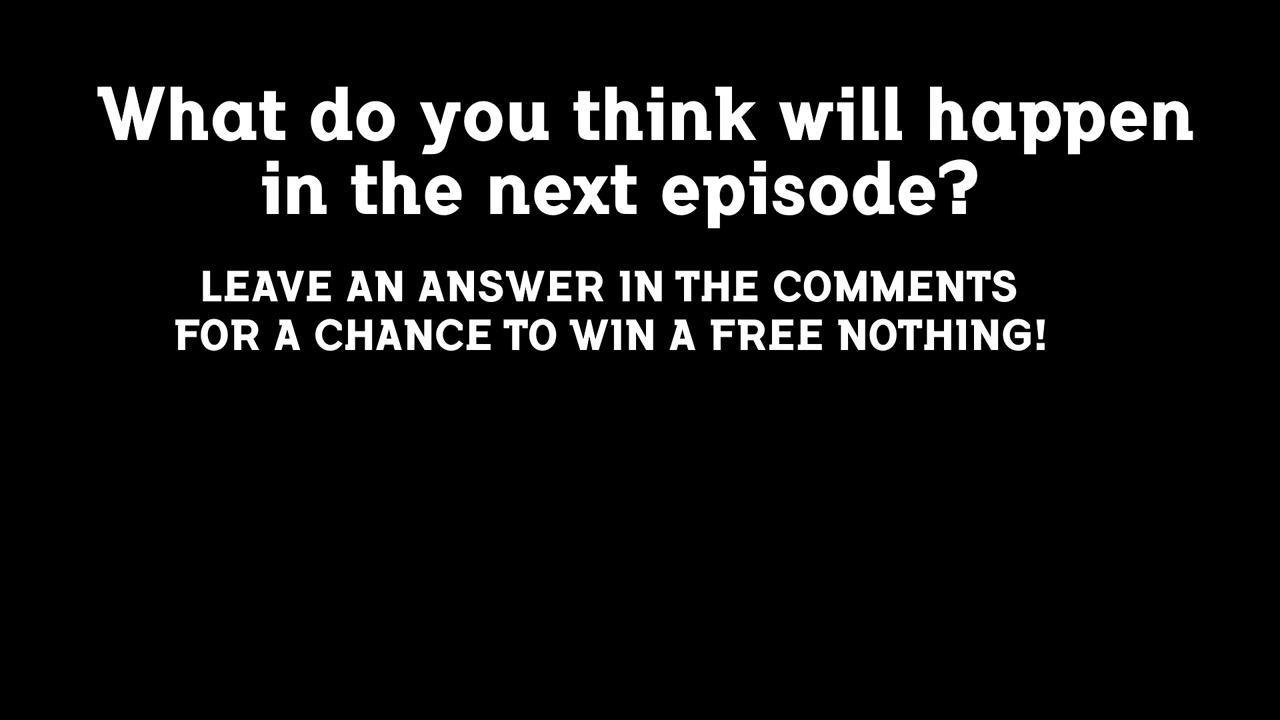 What do you think will happen
in the next episode?
LEAVE AN ANSWER IN THE COMMENTS
FOR A CHANCE TO WIN A FREE NOTHING!